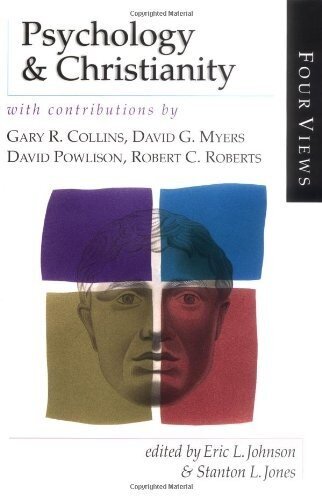 Psychology
& Christianity
FOUR VIEWS
with contributions by
GARY R. COLLINS, DAVID G. MYERS
DAVID POWLISON, ROBERT C. ROBERTS
edited by Eric L. Johnson
& Stanton L. Jones